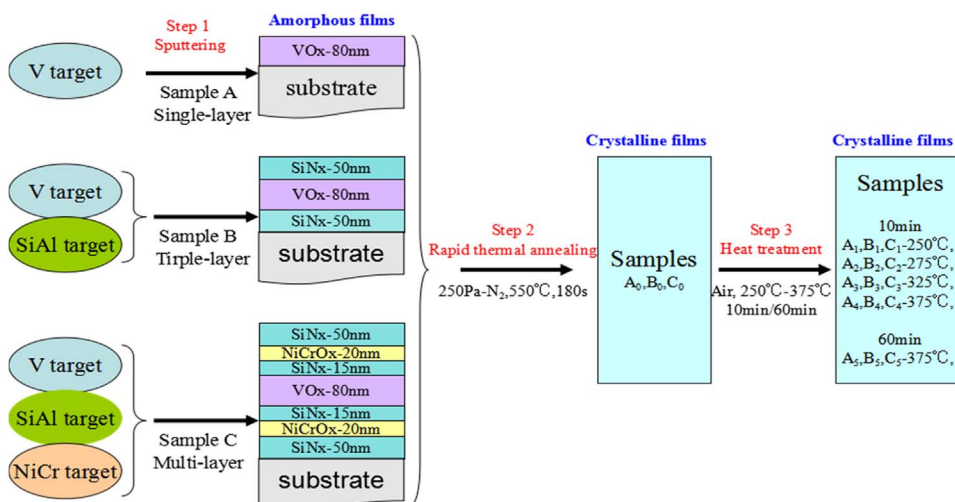 Step 1
Sputtering
Amorphous films
V target
VOx-80nm
substrate
Sample A
Single-layer
V target
SiAl target
SiNx-50nm
VOx-80nm
SiNx-50nm
substrate
Sample B
Tirple-layer
V target
SiAl target
NiCr target
SiNx-50nm
NiCrOx-20nm
SiNx-15nm
VOx-80nm
SiNx-15nm
NiCrOx-20nm
SiNx-50nm
substrate
Sample C
Multi-layer
Step 2
Rapid thermal annealing
250Pa-N₂,550℃,180s
Crystalline films
Samples
A₀,B₀,C₀
Step 3
Heat treatment
Air, 250℃-375℃
10min/60min
Crystalline films
Samples
10min
A₁,B₁,C₁-250℃,
A₂,B₂,C₂-275℃,
A₃,B₃,C₃-325℃,
A₄,B₄,C₄-375℃,
60min
A₅,B₅,C₅-375℃,